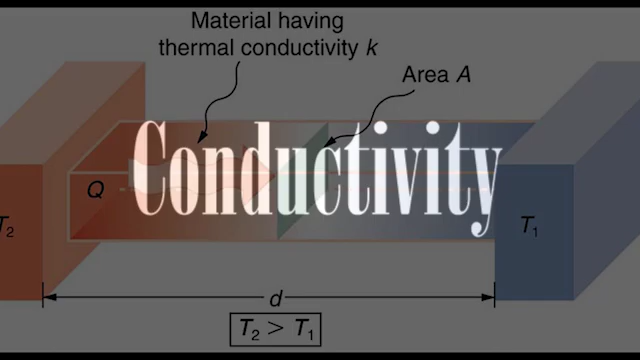 Material having
thermal conductivity k
Area A
Conductivity
Q
T2
T1
d
T2 > T1